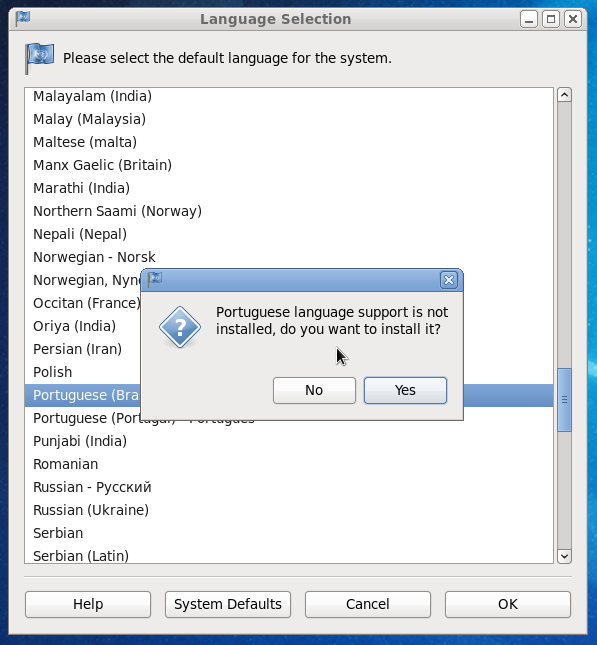 Language Selection
Please select the default language for the system.
Malayalam (India)
Malay (Malaysia)
Maltese (malta)
Manx Gaelic (Britain)
Marathi (India)
Northern Saami (Norway)
Nepali (Nepal)
Norwegian - Norsk
Norwegian,
Occitan (France)
Oriya (India)
Persian (Iran)
Polish
Portuguese (Bra
Portuguese (Portugal) - Português
Punjabi (India)
Romanian
Russian - Русский
Russian (Ukraine)
Serbian
Serbian (Latin)
Portuguese language support is not
installed, do you want to install it?
No
Yes
Help
System Defaults
Cancel
OK